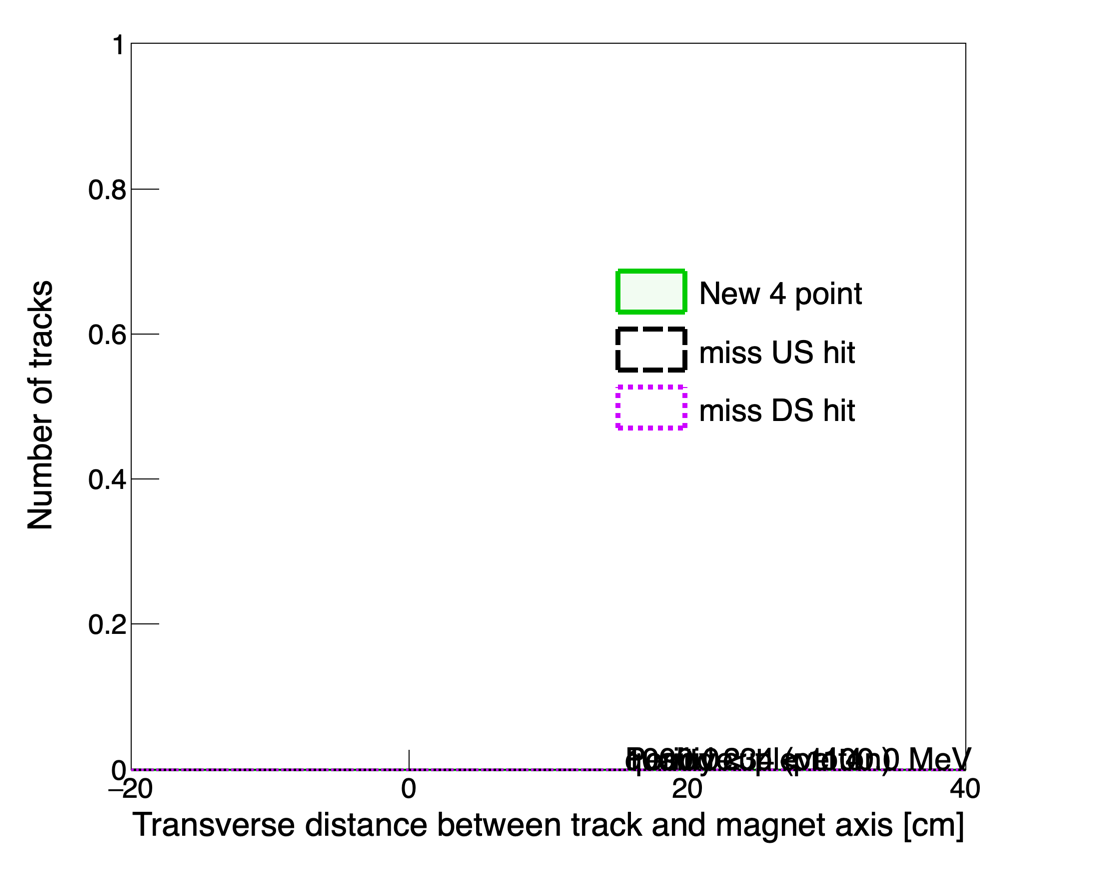 1
0.8
0.6
0.4
0.2
0
Number of tracks
New 4 point
miss US hit
miss DS hit
MeV
−20
0
20
40
Transverse distance between track and magnet axis [cm]